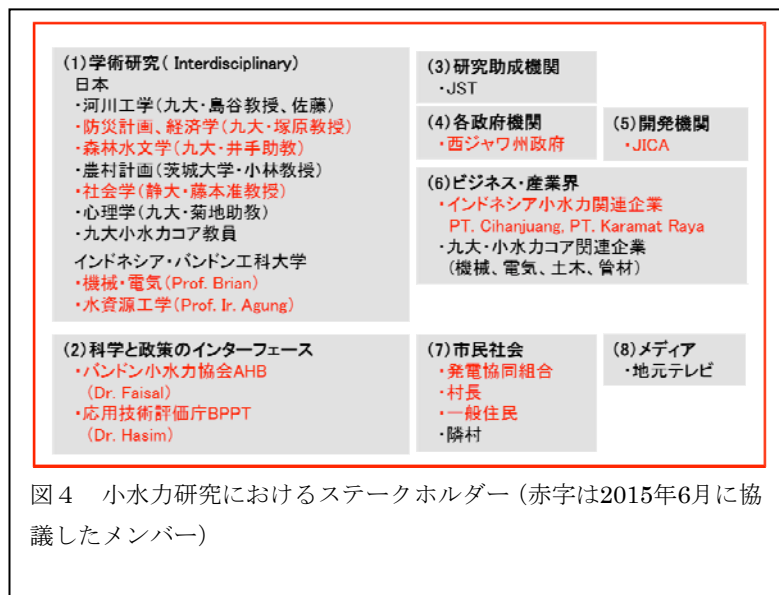 (1)学術研究( Interdisciplinary)
日本
・河川工学(九大・島谷教授、佐藤)
・防災計画、経済学(九大・塚原教授)
・森林水文学(九大・井手助教)
・農村計画(茨城大学・小林教授)
・社会学(静大・藤本准教授)
・心理学(九大・菊地助教)
・九大小水力コア教員
インドネシア・バンドン工科大学
・機械・電気(Prof. Brian)
・水資源工学(Prof. Ir. Agung)
(2)科学と政策のインターフェース
・バンドン小水力協会AHB
(Dr. Faisal)
・応用技術評価庁BPPT
(Dr. Hasim)
(3)研究助成機関
・JST
(4)各政府機関
・西ジャワ州政府
(5)開発機関
・JICA
(6)ビジネス・産業界
・インドネシア小水力関連企業
PT. Cihanjuang, PT. Karamat Raya
・九大・小水力コア関連企業
(機械、電気、土木、管材)
(7)市民社会
・発電協同組合
・村長
・一般住民
・隣村
(8)メディア
・地元テレビ
図4 小水力研究におけるステークホルダー(赤字は2015年6月に協
議したメンバー)